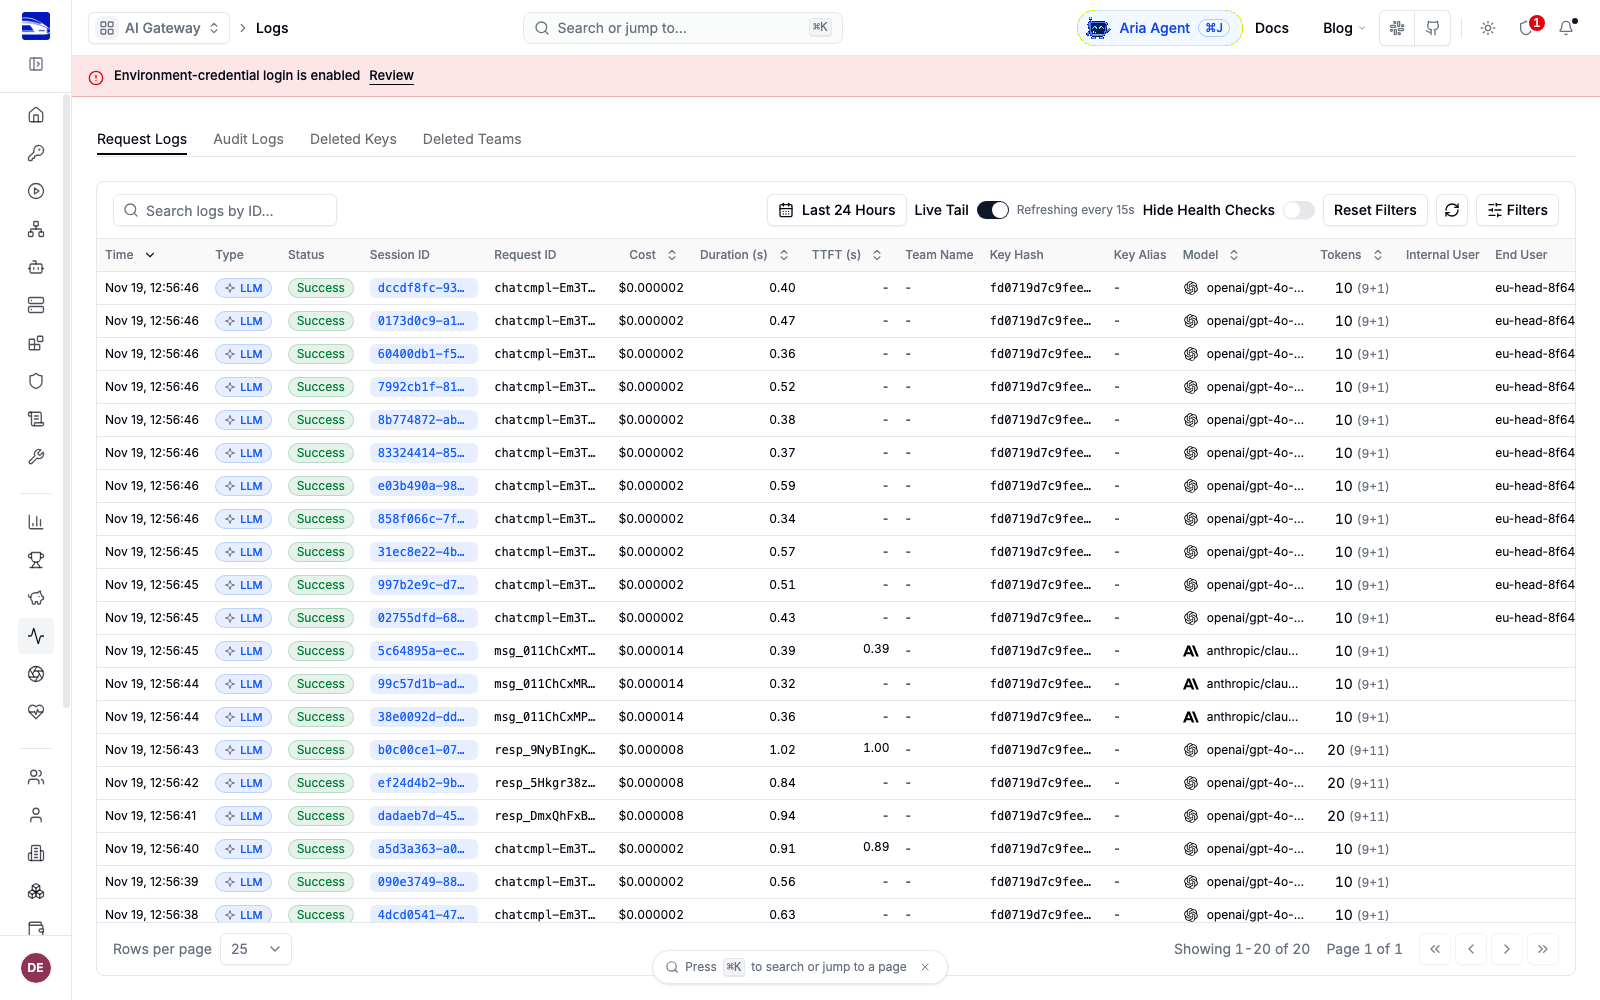 AI Gateway
Logs
Search or jump to...
⌘K
Aria Agent ⌘J
Docs
Blog
1
Environment-credential login is enabled Review
Request Logs Audit Logs Deleted Keys Deleted Teams
Search logs by ID...
Last 24 Hours Live Tail Refreshing every 15s Hide Health Checks Reset Filters Filters
Time Type Status Session ID Request ID Cost Duration (s) TTFT (s) Team Name Key Hash Key Alias Model Tokens Internal User End User
Nov 19, 12:56:46 LLM Success dccdf8fc-93… chatcmpl-Em3T… $0.000002 0.40 - - fd0719d7c9fee… - openai/gpt-4o-... 10 (9+1) eu-head-8f64
Nov 19, 12:56:46 LLM Success 0173d0c9-a1… chatcmpl-Em3T… $0.000002 0.47 - - fd0719d7c9fee… - openai/gpt-4o-... 10 (9+1) eu-head-8f64
Nov 19, 12:56:46 LLM Success 60400db1-f5… chatcmpl-Em3T… $0.000002 0.36 - - fd0719d7c9fee… - openai/gpt-4o-... 10 (9+1) eu-head-8f64
Nov 19, 12:56:46 LLM Success 7992cb1f-81… chatcmpl-Em3T… $0.000002 0.52 - - fd0719d7c9fee… - openai/gpt-4o-... 10 (9+1) eu-head-8f64
Nov 19, 12:56:46 LLM Success 8b774872-ab… chatcmpl-Em3T… $0.000002 0.38 - - fd0719d7c9fee… - openai/gpt-4o-... 10 (9+1) eu-head-8f64
Nov 19, 12:56:46 LLM Success 83324414-85… chatcmpl-Em3T… $0.000002 0.37 - - fd0719d7c9fee… - openai/gpt-4o-... 10 (9+1) eu-head-8f64
Nov 19, 12:56:46 LLM Success e03b490a-98… chatcmpl-Em3T… $0.000002 0.59 - - fd0719d7c9fee… - openai/gpt-4o-... 10 (9+1) eu-head-8f64
Nov 19, 12:56:46 LLM Success 858f066c-7f… chatcmpl-Em3T… $0.000002 0.34 - - fd0719d7c9fee… - openai/gpt-4o-... 10 (9+1) eu-head-8f64
Nov 19, 12:56:45 LLM Success 31ec8e22-4b… chatcmpl-Em3T… $0.000002 0.57 - - fd0719d7c9fee… - openai/gpt-4o-... 10 (9+1) eu-head-8f64
Nov 19, 12:56:45 LLM Success 997b2e9c-d7… chatcmpl-Em3T… $0.000002 0.51 - - fd0719d7c9fee… - openai/gpt-4o-... 10 (9+1) eu-head-8f64
Nov 19, 12:56:45 LLM Success 02755dfd-68… chatcmpl-Em3T… $0.000002 0.43 - - fd0719d7c9fee… - openai/gpt-4o-... 10 (9+1) eu-head-8f64
Nov 19, 12:56:45 LLM Success 5c64895a-ec… msg_011ChCxMT… $0.000014 0.39 0.39 - fd0719d7c9fee… - anthropic/clau... 10 (9+1)
Nov 19, 12:56:44 LLM Success 99c57d1b-ad… msg_011ChCxMR… $0.000014 0.32 - - fd0719d7c9fee… - anthropic/clau... 10 (9+1)
Nov 19, 12:56:44 LLM Success 38e0092d-dd… msg_011ChCxMP… $0.000014 0.36 - - fd0719d7c9fee… - anthropic/clau... 10 (9+1)
Nov 19, 12:56:43 LLM Success b0c00ce1-07… resp_9NyBIngK… $0.000008 1.02 1.00 - fd0719d7c9fee… - openai/gpt-4o-... 20 (9+11)
Nov 19, 12:56:42 LLM Success ef24d4b2-9b… resp_5Hkgr38z… $0.000008 0.84 - - fd0719d7c9fee… - openai/gpt-4o-... 20 (9+11)
Nov 19, 12:56:41 LLM Success dadaeb7d-45… resp_DmxQhFxB… $0.000008 0.94 - - fd0719d7c9fee… - openai/gpt-4o-... 20 (9+11)
Nov 19, 12:56:40 LLM Success a5d3a363-a0… chatcmpl-Em3T… $0.000002 0.91 0.89 - fd0719d7c9fee… - openai/gpt-4o-... 10 (9+1)
Nov 19, 12:56:39 LLM Success 090e3749-88… chatcmpl-Em3T… $0.000002 0.56 - - fd0719d7c9fee… - openai/gpt-4o-... 10 (9+1)
Nov 19, 12:56:38 LLM Success 4dcd0541-47… chatcmpl-Em3T… $0.000002 0.63 - - fd0719d7c9fee… - openai/gpt-4o-... 10 (9+1)
Rows per page 25
Showing 1-20 of 20 Page 1 of 1
Press ⌘K to search or jump to a page
DE